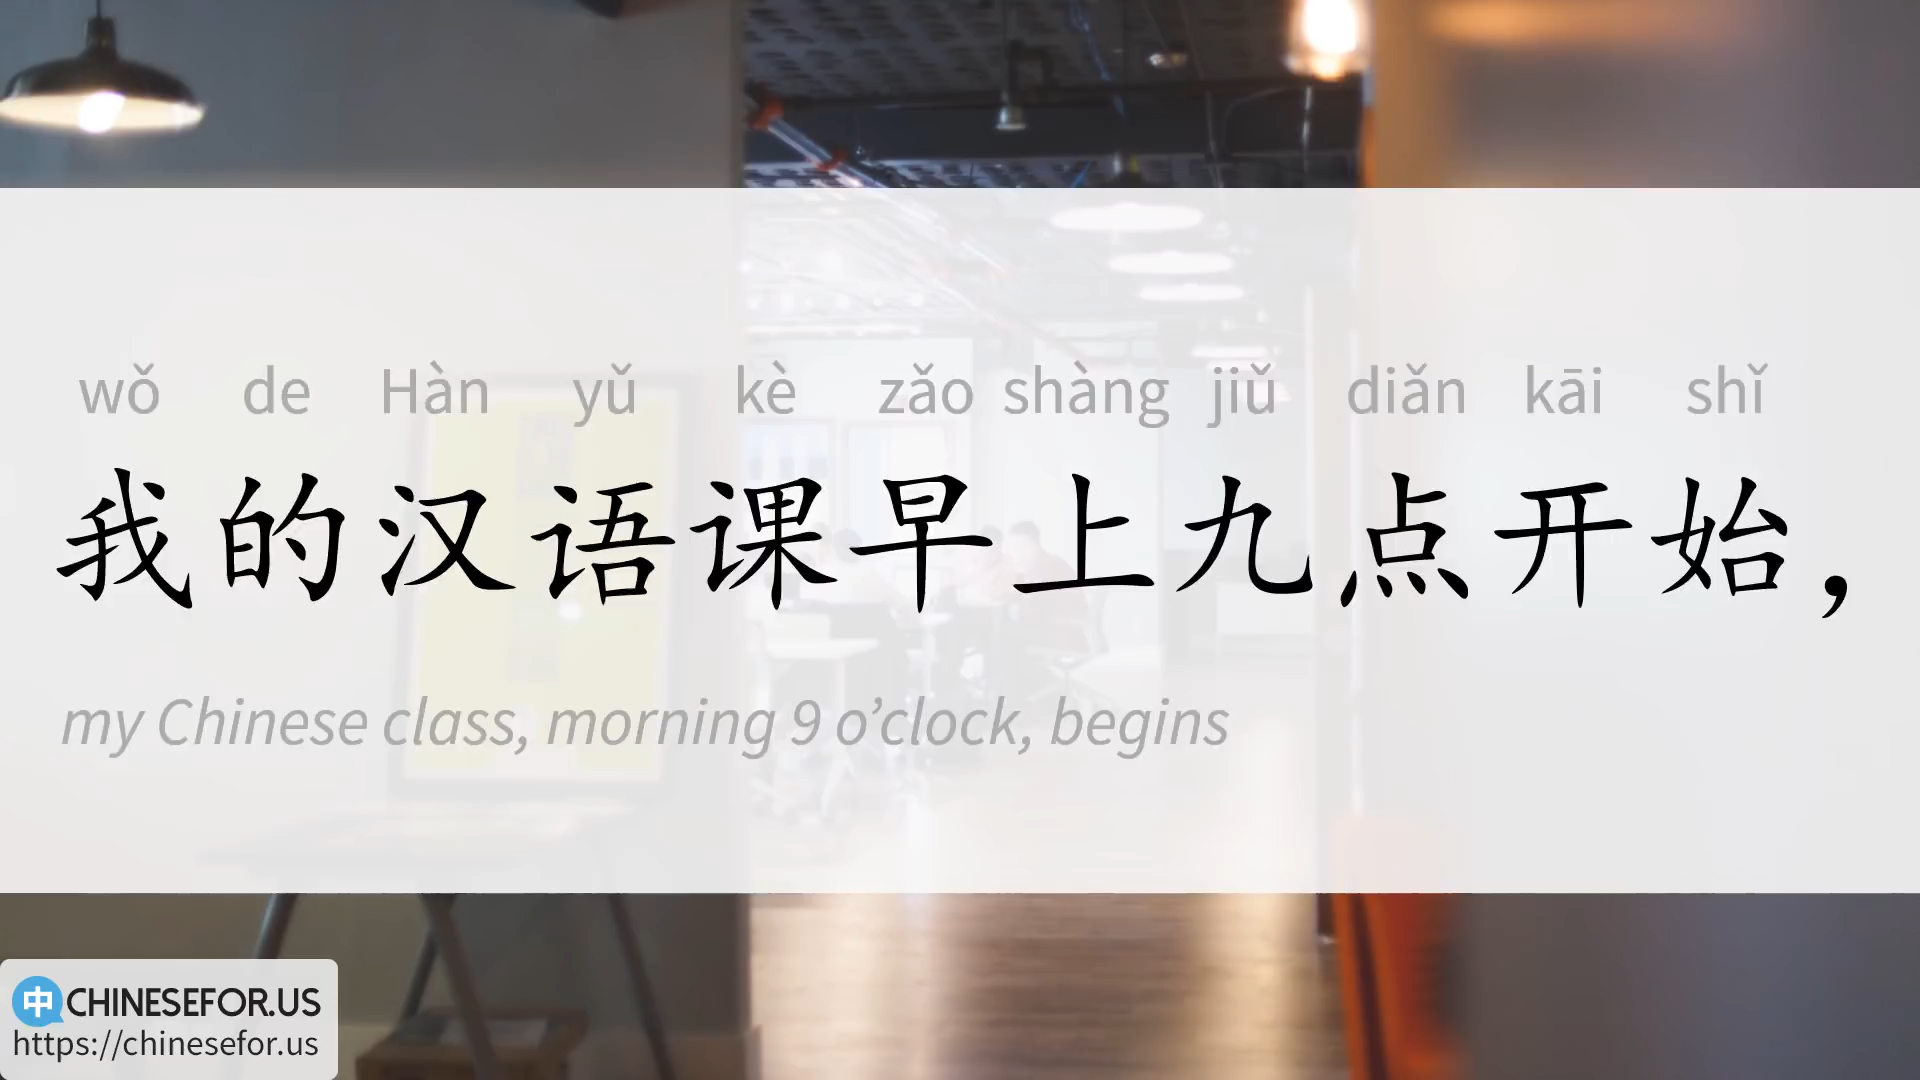 wǒ de Hàn yǔ kè zǎo shàng jiǔ diǎn kāi shǐ
我的汉语课早上九点开始，
my Chinese class, morning 9 o’clock, begins
中 CHINESEFOR.US
https://chinesefor.us